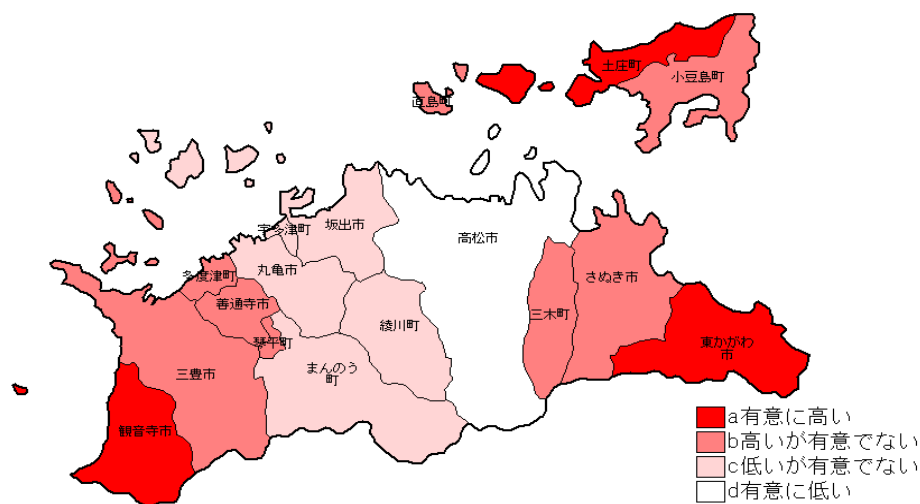 土庄町
小豆島町
直島町
宇多津町
坂出市
高松市
丸亀市
多度津町
善通寺市
さぬき市
綾川町
三木町
琴平町
東かがわ
市
まんのう
町
三豊市
観音寺市
a有意に高い
b高いが有意でない
c低いが有意でない
d有意に低い